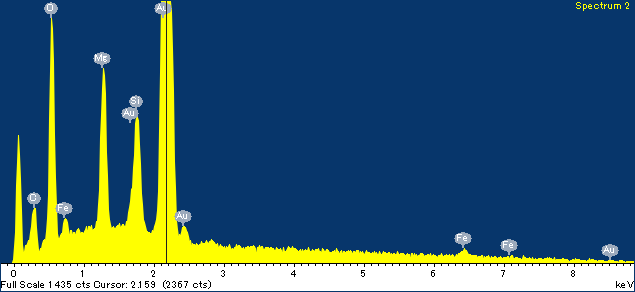 Spectrum 2
O
Au
Mg
Si
Au
O
Fe
Au
Fe
Fe
Au
0 1 2 3 4 5 6 7 8
Full Scale 1435 cts Cursor: 2.159 (2367 cts) keV